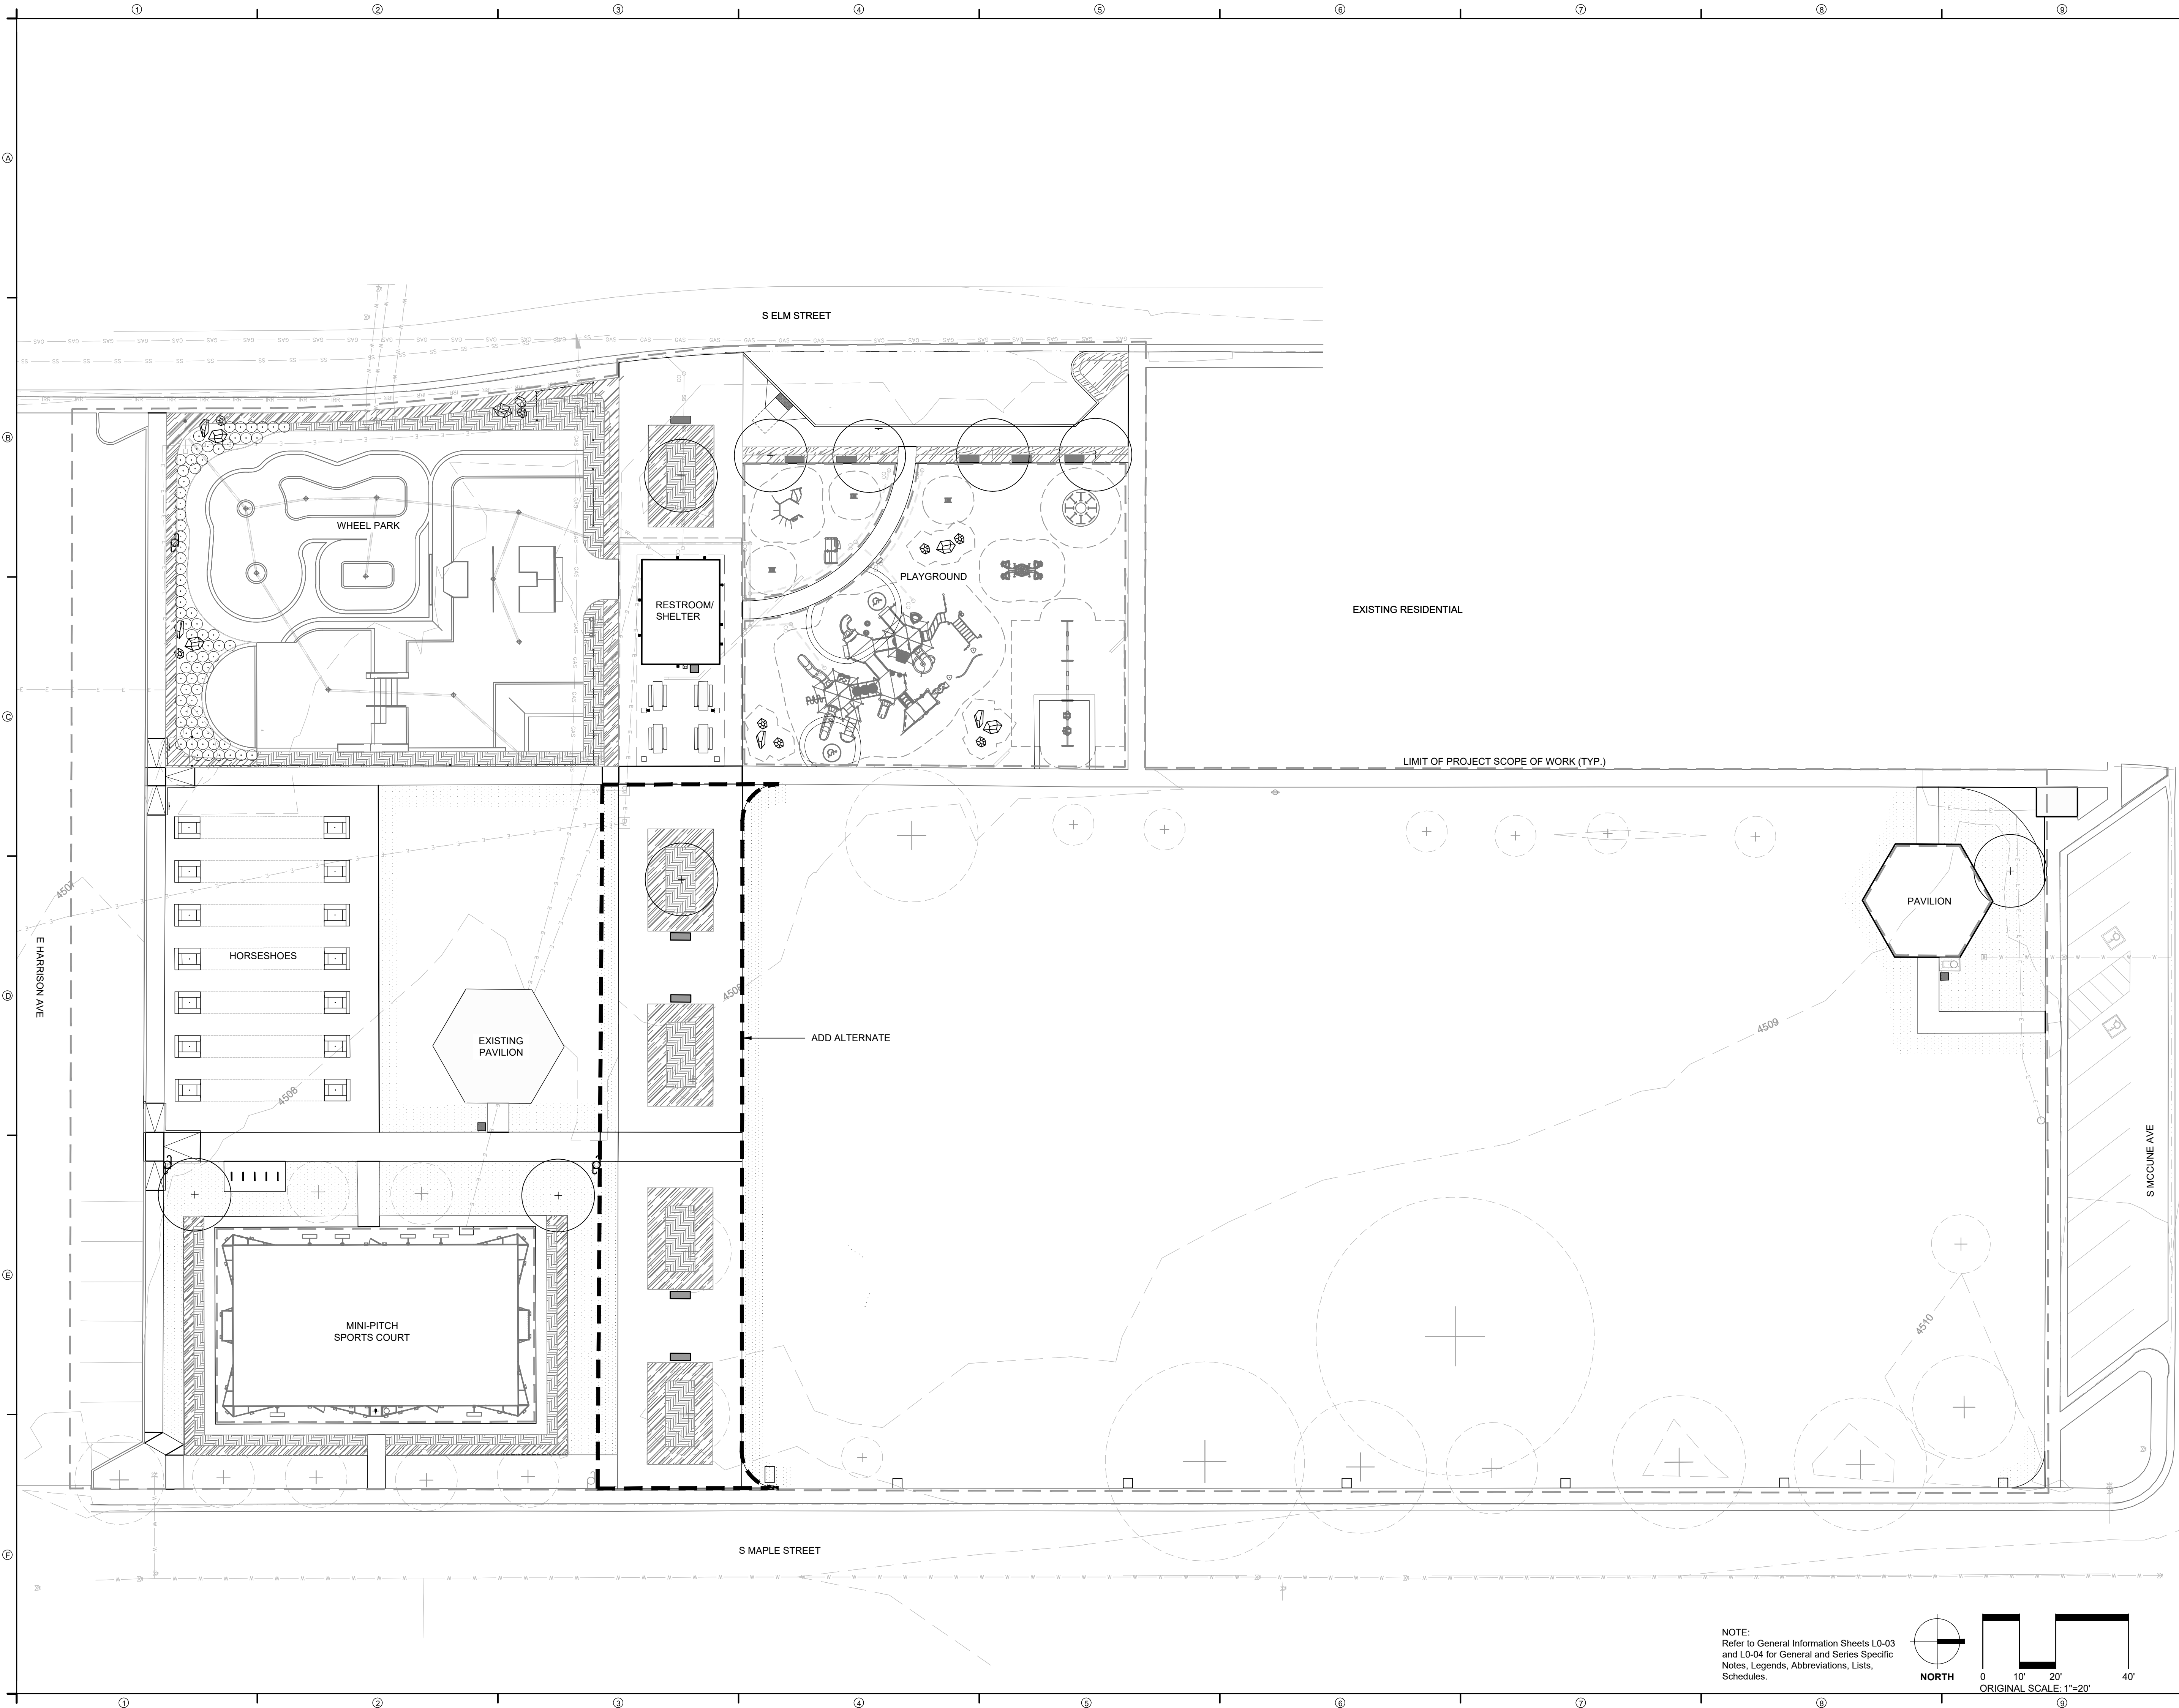 1 2 3 4 5 6 7 8 9
A
B
C
D
E
F
S ELM STREET
WHEEL PARK
PLAYGROUND
RESTROOM/
SHELTER
EXISTING RESIDENTIAL
LIMIT OF PROJECT SCOPE OF WORK (TYP.)
4507
E HARRISON AVE
HORSESHOES
PAVILION
4508
4509
ADD ALTERNATE
EXISTING
PAVILION
4508
S MCCUNE AVE
MINI-PITCH
SPORTS COURT
4510
S MAPLE STREET
NOTE:
Refer to General Information Sheets L0-03
and L0-04 for General and Series Specific
Notes, Legends, Abbreviations, Lists,
Schedules.
NORTH
0 10' 20' 40'
ORIGINAL SCALE: 1"=20'
1 2 3 4 5 6 7 8 9